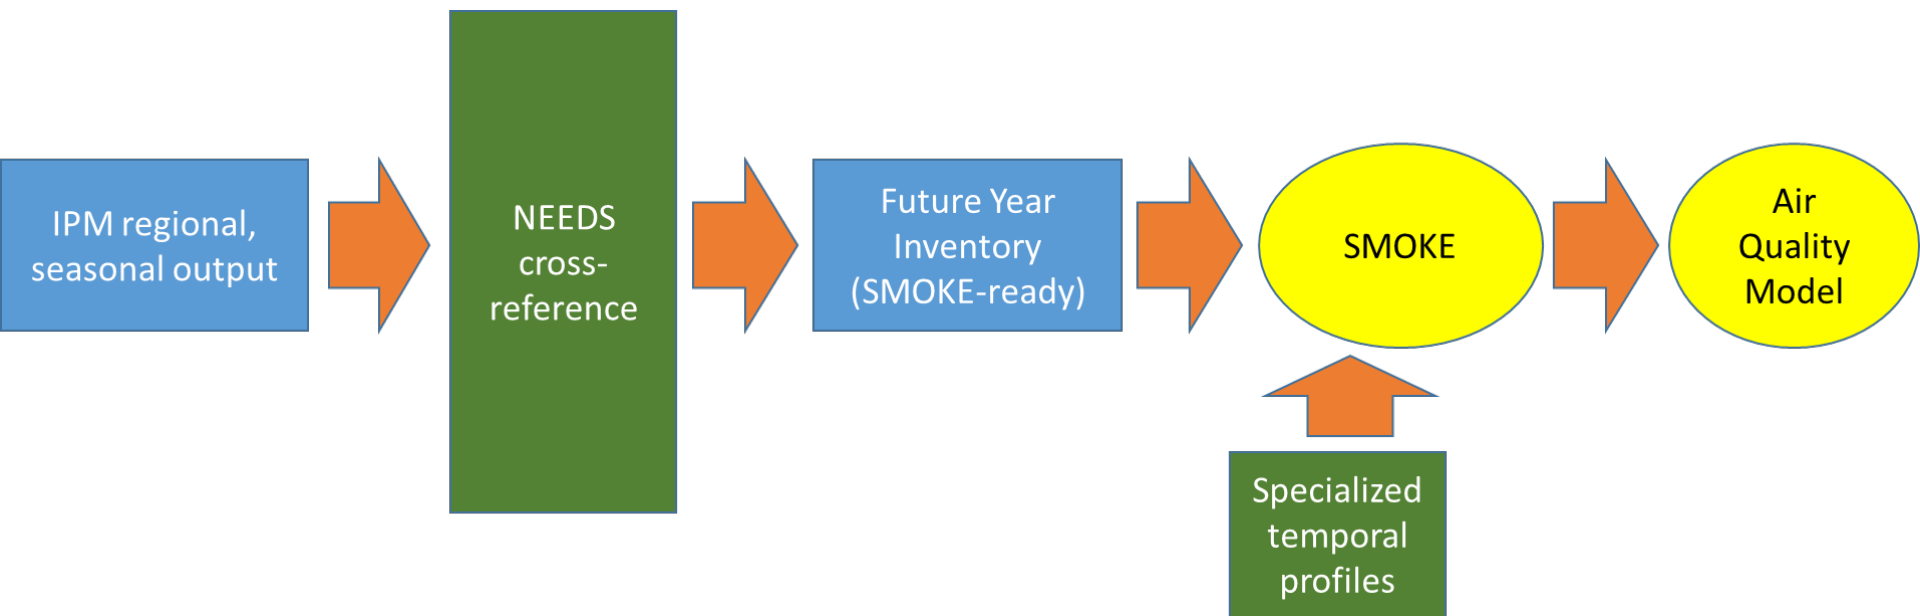 IPM regional,
seasonal output
NEEDS
cross-
reference
Future Year
Inventory
(SMOKE-ready)
SMOKE
Air
Quality
Model
Specialized
temporal
profiles